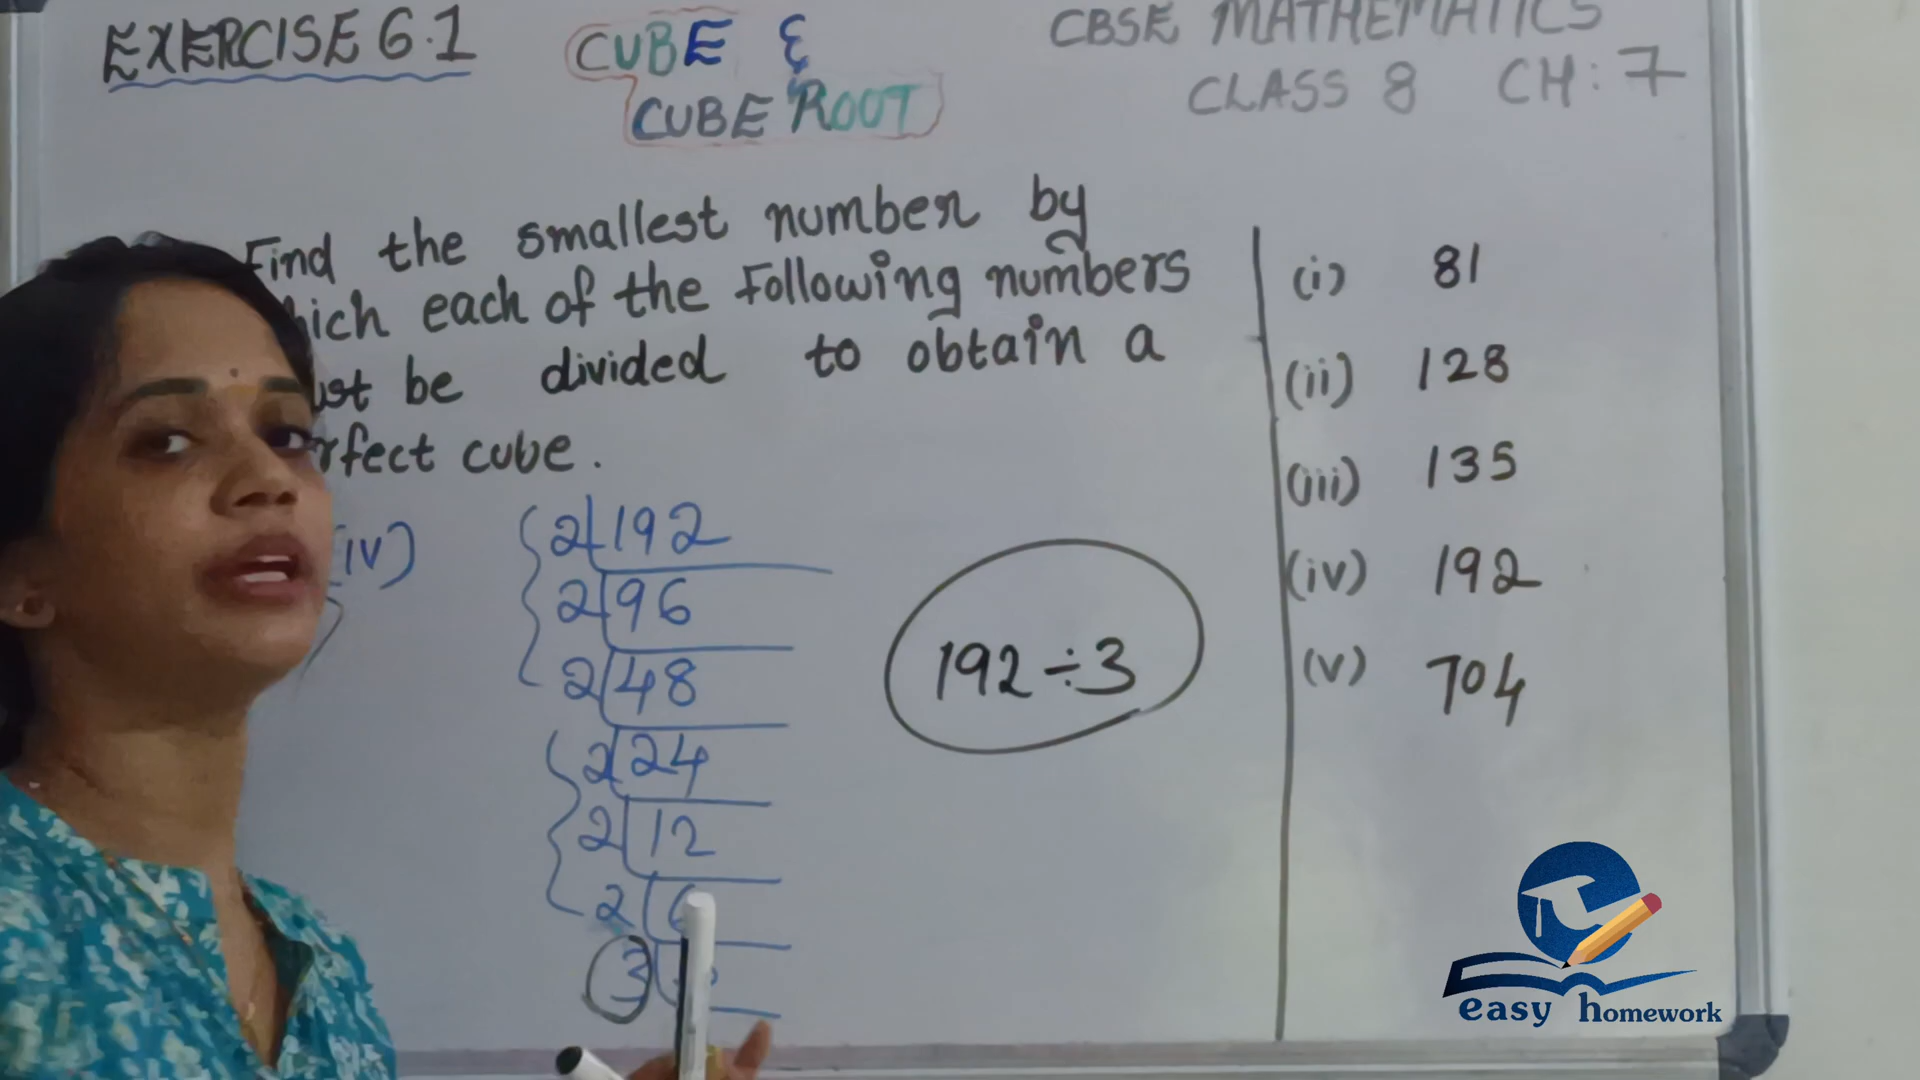 EXERCISE 6.1
CUBE &
CUBE ROOT
CBSE MATHEMATICS
CLASS 8 CH: 7
Find the smallest number by
each of the following numbers
be divided to obtain a
cube.
(i) 81
(ii) 128
(iii) 135
(iv) 192
(v) 704
(iv)
2 192
2 96
2 48
2 24
2 12
2
3
192 ÷ 3
easy homework